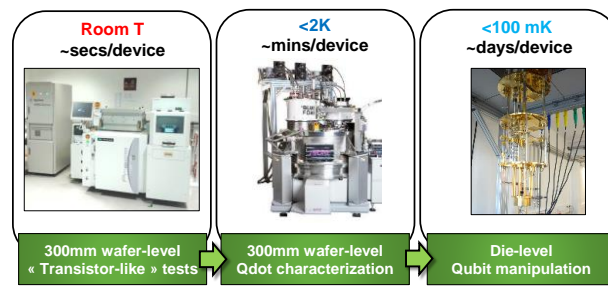 Room T
~secs/device
<2K
~mins/device
<100 mK
~days/device
300mm wafer-level
« Transistor-like » tests
300mm wafer-level
Qdot characterization
Die-level
Qubit manipulation